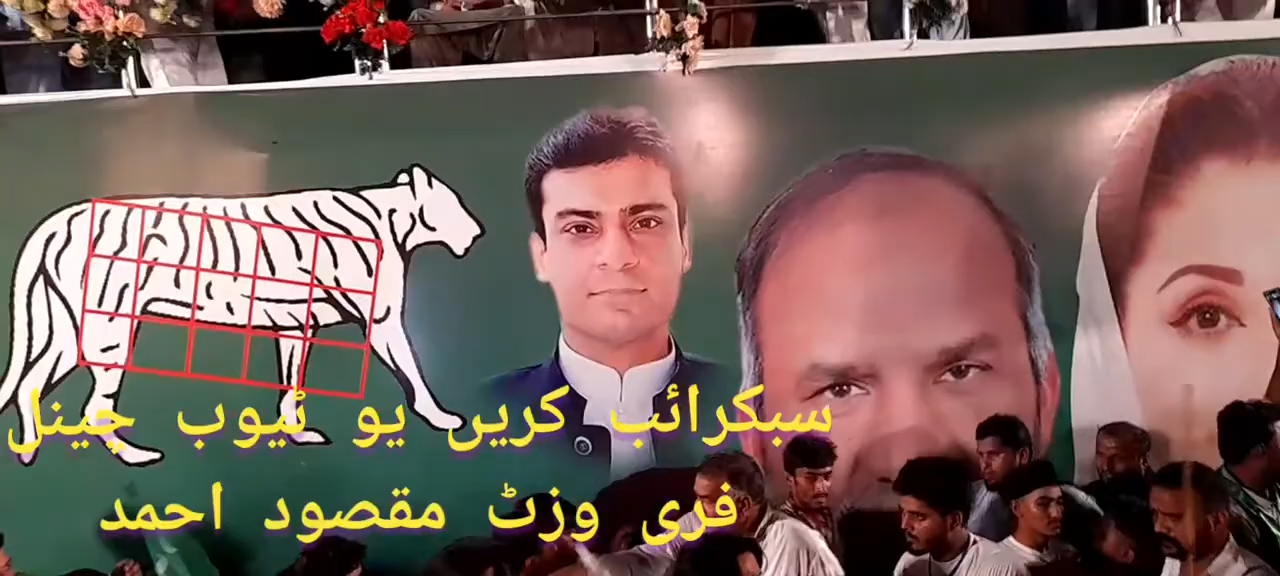 سبکرائب کریں یو ٹیوب چینل
فری وزٹ مقصود احمد